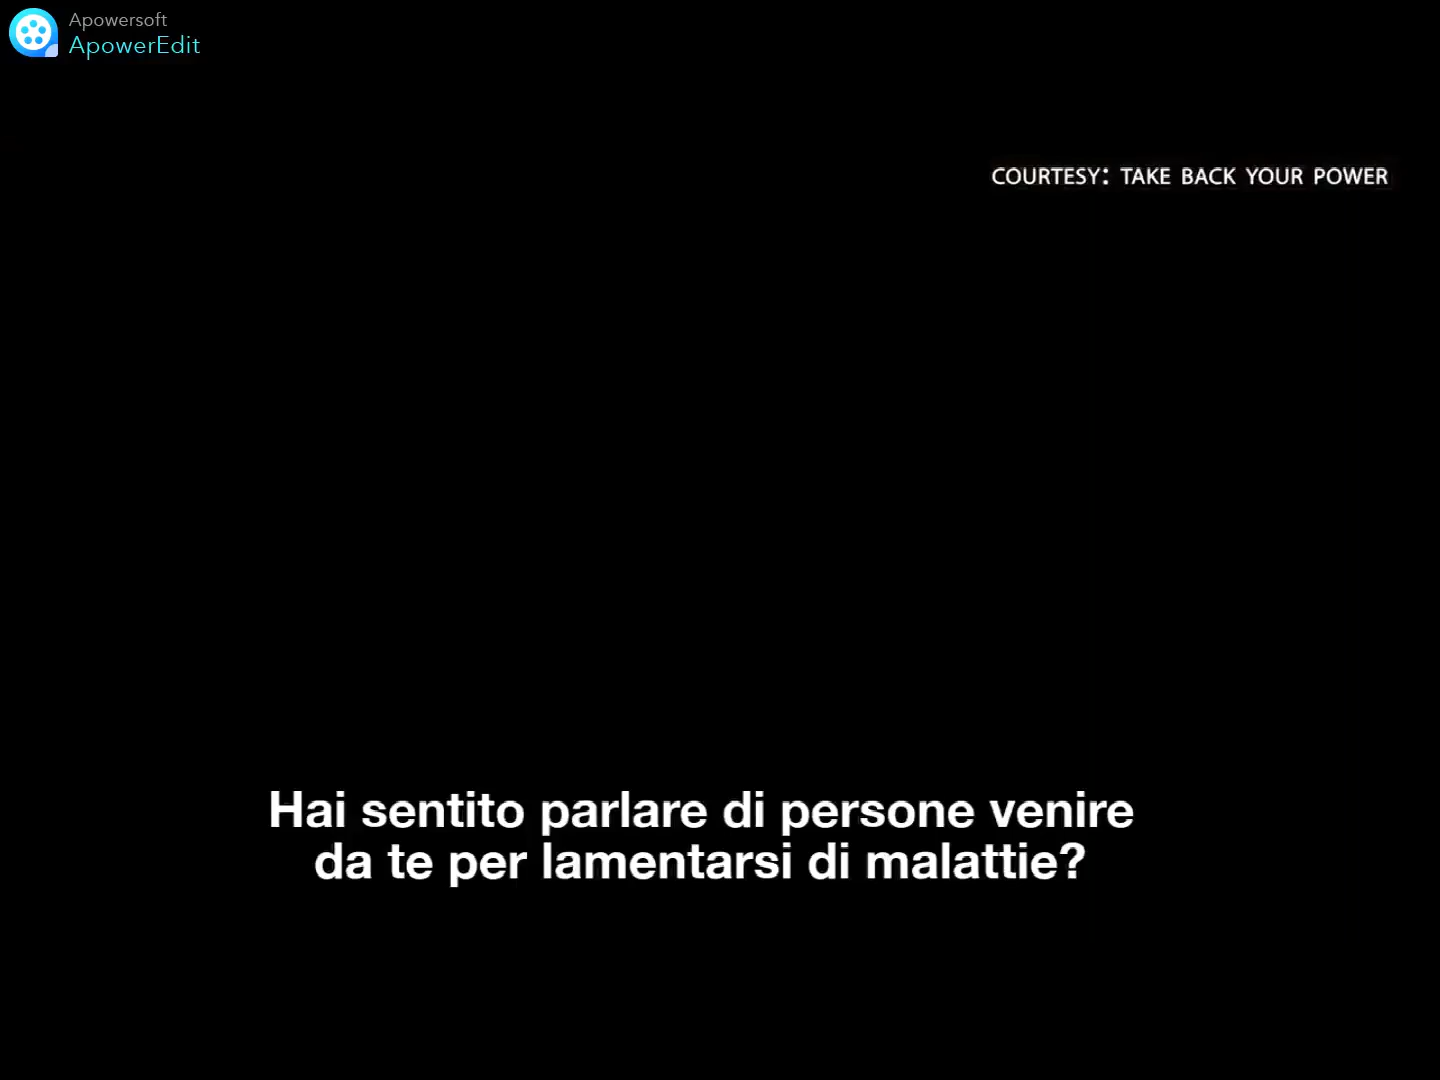 Apowersoft
ApowerEdit
COURTESY: TAKE BACK YOUR POWER
Hai sentito parlare di persone venire
da te per lamentarsi di malattie?